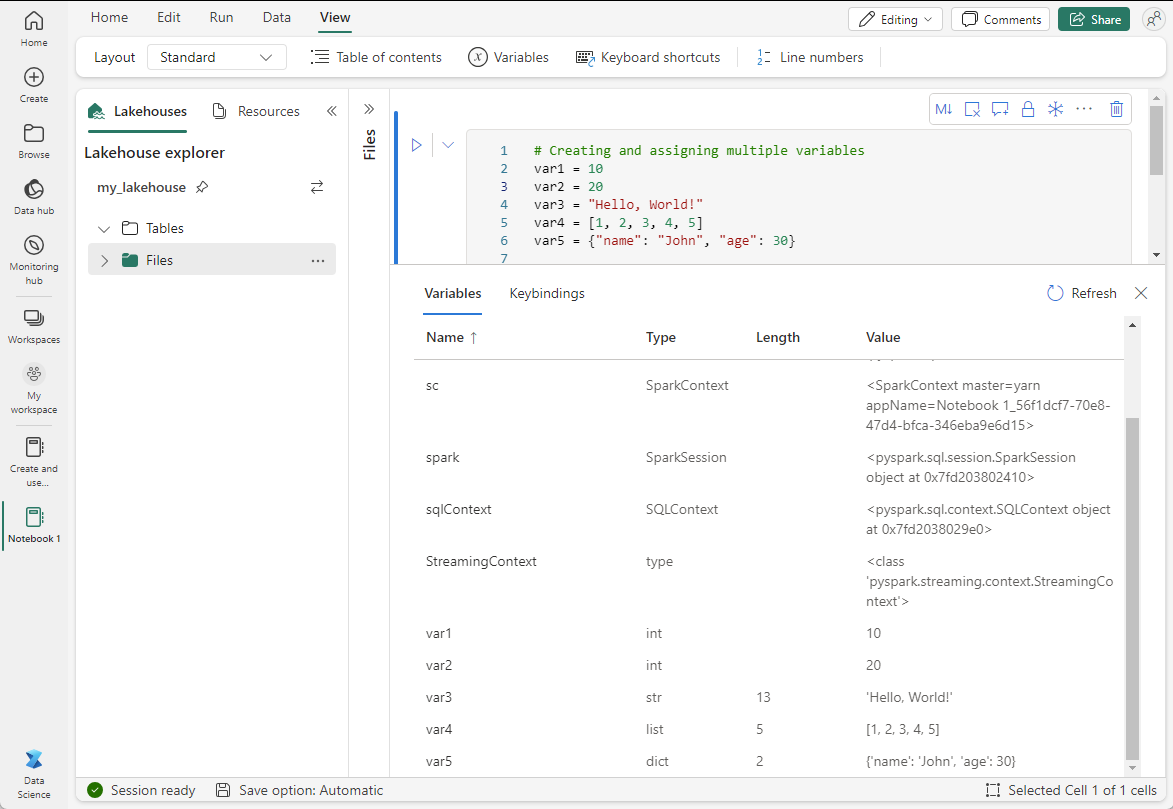 Home
Edit
Run
Data
View
Editing
Comments
Share
Layout
Standard
Table of contents
Variables
Keyboard shortcuts
Line numbers
Home
Create
Browse
Data hub
Monitoring
hub
Workspaces
My
workspace
Create and
use...
Notebook 1
Data
Science
Lakehouses
Resources
Lakehouse explorer
my_lakehouse
Tables
Files
Files
M↓
1 # Creating and assigning multiple variables
2 var1 = 10
3 var2 = 20
4 var3 = "Hello, World!"
5 var4 = [1, 2, 3, 4, 5]
6 var5 = {"name": "John", "age": 30}
7
Variables
Keybindings
Refresh
Name ↑ Type Length Value
sc SparkContext <SparkContext master=yarn
appName=Notebook 1_56f1dcf7-70e8-
47d4-bfca-346eba9e6d15>
spark SparkSession <pyspark.sql.session.SparkSession
object at 0x7fd203802410>
sqlContext SQLContext <pyspark.sql.context.SQLContext object
at 0x7fd2038029e0>
StreamingContext type <class
'pyspark.streaming.context.StreamingCo
ntext'>
var1 int 10
var2 int 20
var3 str 13 'Hello, World!'
var4 list 5 [1, 2, 3, 4, 5]
var5 dict 2 {'name': 'John', 'age': 30}
Session ready
Save option: Automatic
Selected Cell 1 of 1 cells